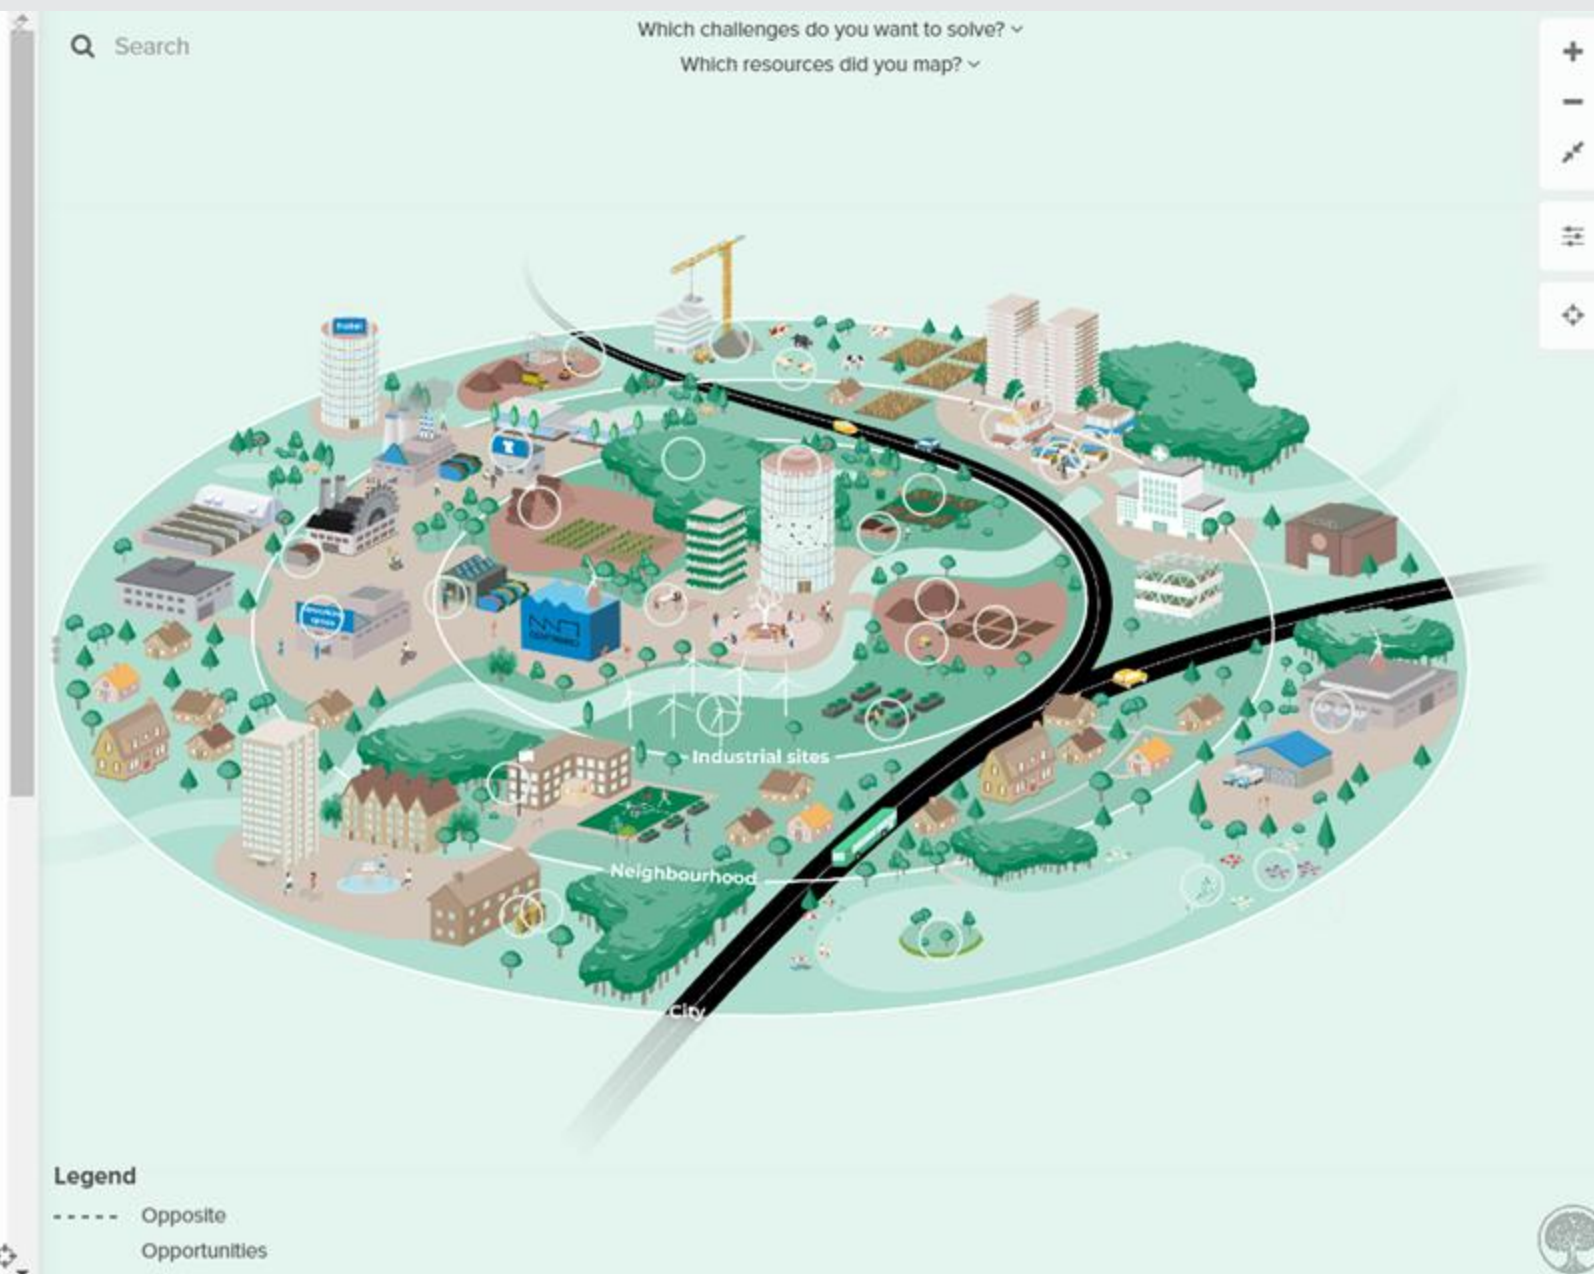 Search
Which challenges do you want to solve?
Which resources did you map?
hotel
Industrial sites
Neighbourhood
City
Legend
Opposite
Opportunities